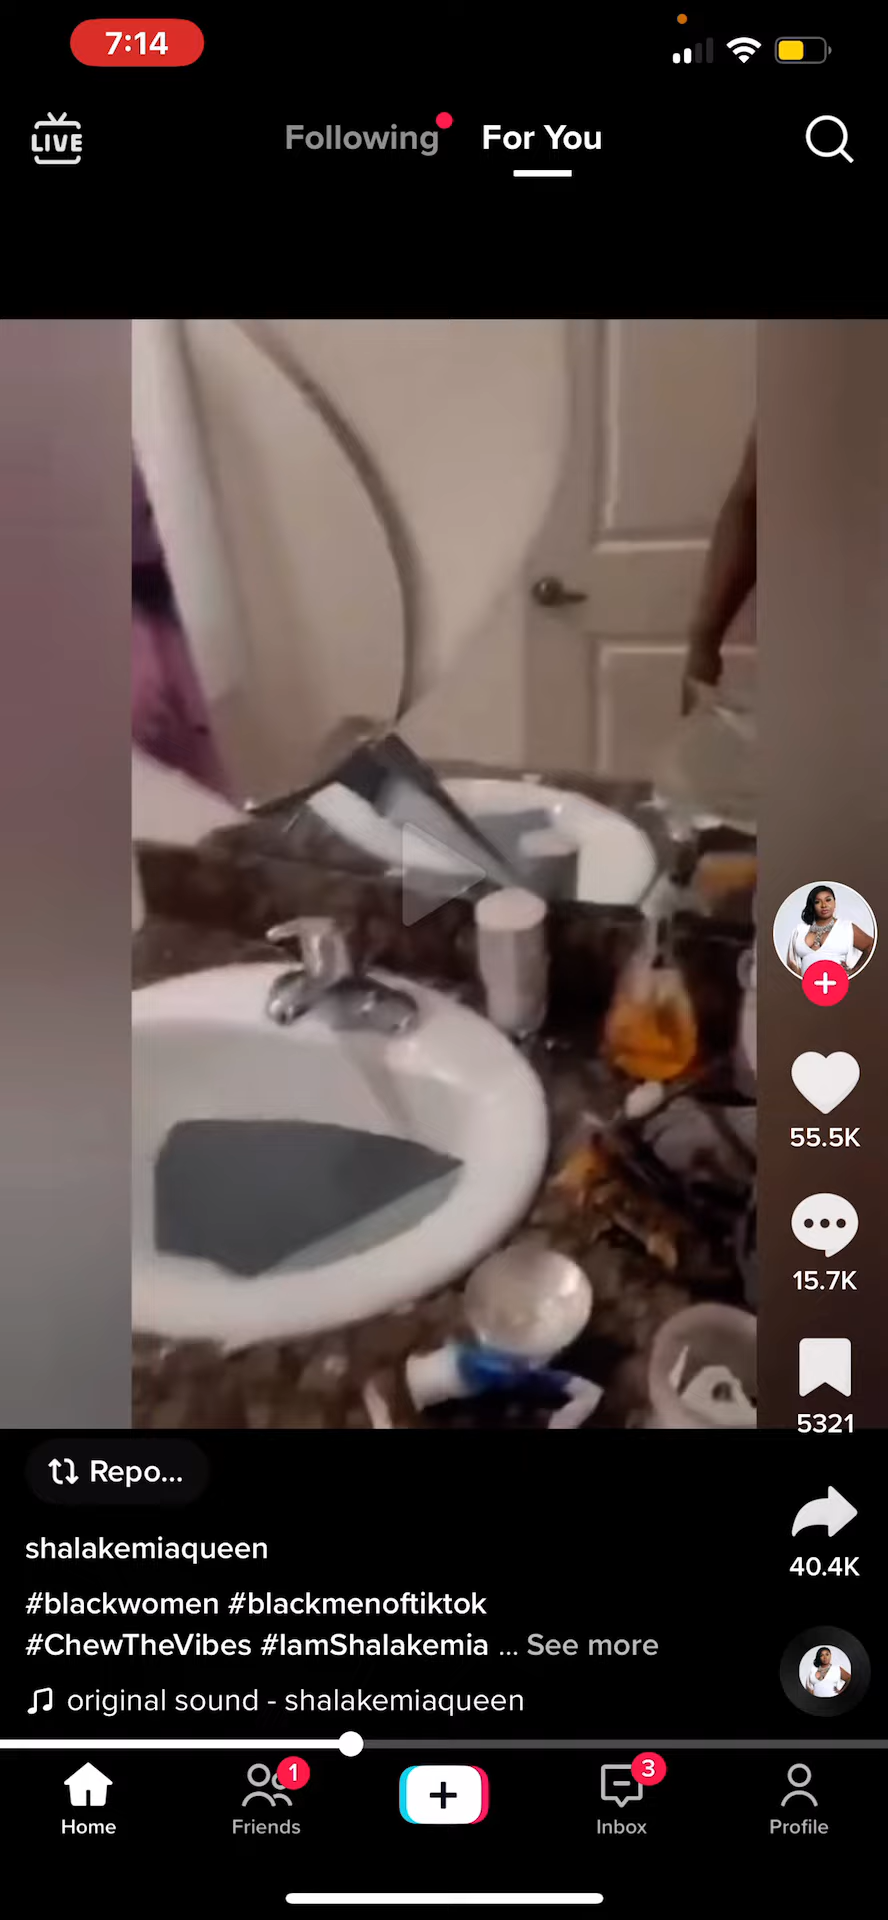 7:14
LIVE
Following
For You
55.5K
15.7K
5321
Repo...
40.4K
shalakemiaqueen
#blackwomen #blackmenoftiktok
#ChewTheVibes #IamShalakemia ... See more
original sound - shalakemiaqueen
1
3
Home
Friends
Inbox
Profile